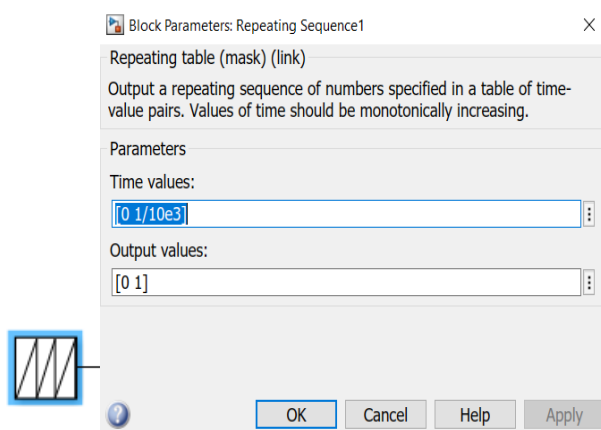 Block Parameters: Repeating Sequence1
Repeating table (mask) (link)
Output a repeating sequence of numbers specified in a table of time-
value pairs. Values of time should be monotonically increasing.
Parameters
Time values:
[0 1/10e3]
Output values:
[0 1]
OK Cancel Help Apply